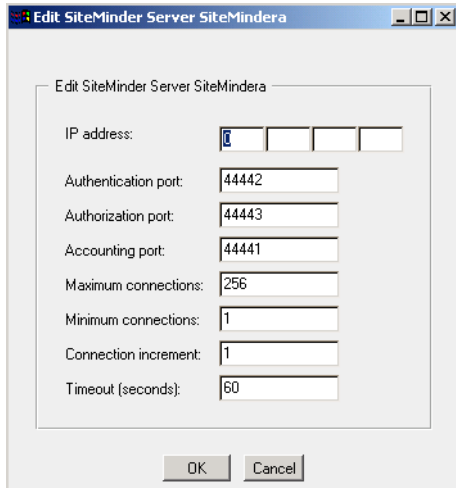 Edit SiteMinder Server SiteMindera
Edit SiteMinder Server SiteMindera
IP address: 0
Authentication port: 44442
Authorization port: 44443
Accounting port: 44441
Maximum connections: 256
Minimum connections: 1
Connection increment: 1
Timeout (seconds): 60
OK Cancel